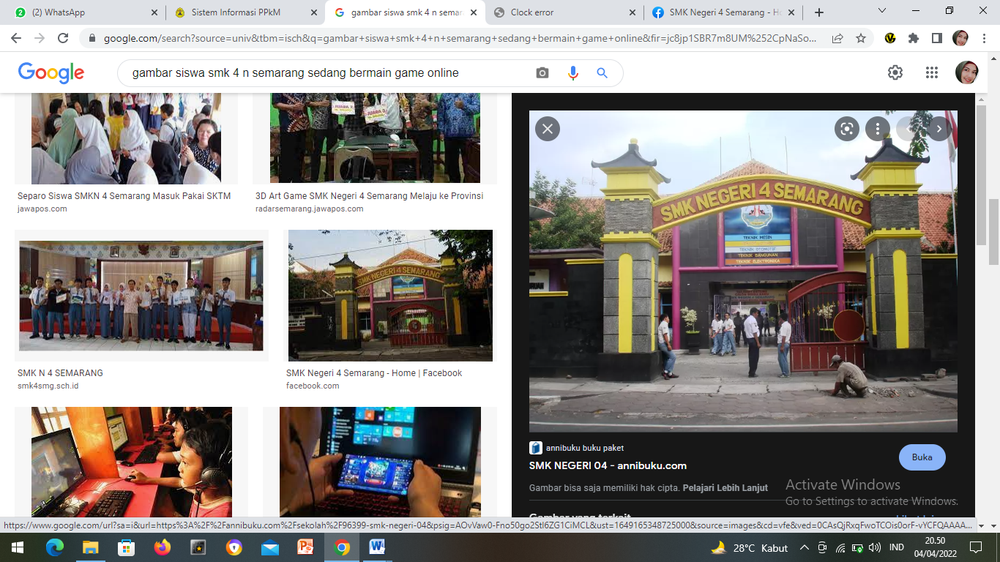 (2) WhatsApp
Sistem Informasi PPkM
gambar siswa smk 4 n semar
Clock error
SMK Negeri 4 Semarang - Ho
google.com/search?source=univ&tbm=isch&q=gambar+siswa+smk+4+n+semarang+sedang+bermain+game+online&fir=jc8jp1SBR7m8UM%252CpNaSo...
Google
gambar siswa smk 4 n semarang sedang bermain game online
JUARA 3
Separo Siswa SMKN 4 Semarang Masuk Pakai SKTM
jawapos.com
3D Art Game SMK Negeri 4 Semarang Melaju ke Provinsi
radarsemarang.jawapos.com
SMK N 4 SEMARANG
smk4smg.sch.id
SMK NEGERI 4 SEMARANG
SMK Negeri 4 Semarang - Home | Facebook
facebook.com
SMK NEGERI 4 SEMARANG
TEKNIK MESIN
TEKNIK OTOMOTIF
TEKNIK BANGUNAN
TEKNIK ELEKTRONIKA
annibuku buku paket
SMK NEGERI 04 - annibuku.com
Buka
Gambar bisa saja memiliki hak cipta. Pelajari Lebih Lanjut
Activate Windows
Go to Settings to activate Windows.
Gambar yang terkait
https://www.google.com/url?sa=i&url=https%3A%2F%2Fannibuku.com%2Fsekolah%2F96399-smk-negeri-04&psig=AOvVaw0-Fno50go2StI6ZG1CiMCL&ust=1649165348725000&source=images&cd=vfe&ved=0CAsQjRxqFwoTCOis0orF-vYCFQAAAA...
28°C Kabut
IND
20.50
04/04/2022